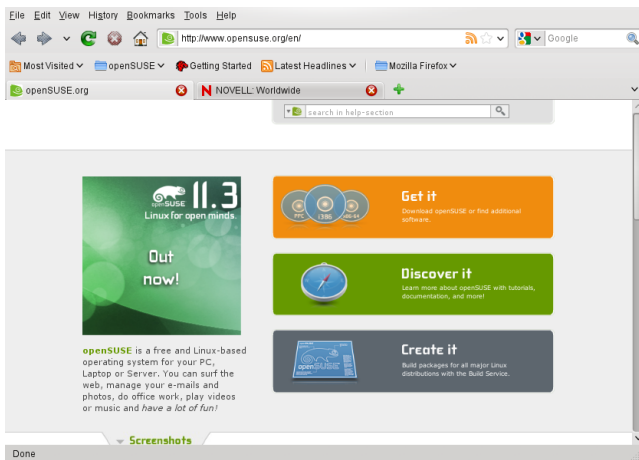 File Edit View History Bookmarks Tools Help
http://www.opensuse.org/en/
Google
Most Visited openSUSE Getting Started Latest Headlines Mozilla Firefox
openSUSE.org
N NOVELL: Worldwide
search in help-section
openSUSE 11.3
Linux for open minds.
Out
now!
openSUSE is a free and Linux-based
operating system for your PC,
Laptop or Server. You can surf the
web, manage your e-mails and
photos, do office work, play videos
or music and have a lot of fun!
PPC i386 x86-64
Get it
Download openSUSE or find additional
software.
Discover it
Learn more about openSUSE with tutorials,
documentation, and more!
open
Create it
Build packages for all major Linux
distributions with the Build Service.
Screenshots
Done